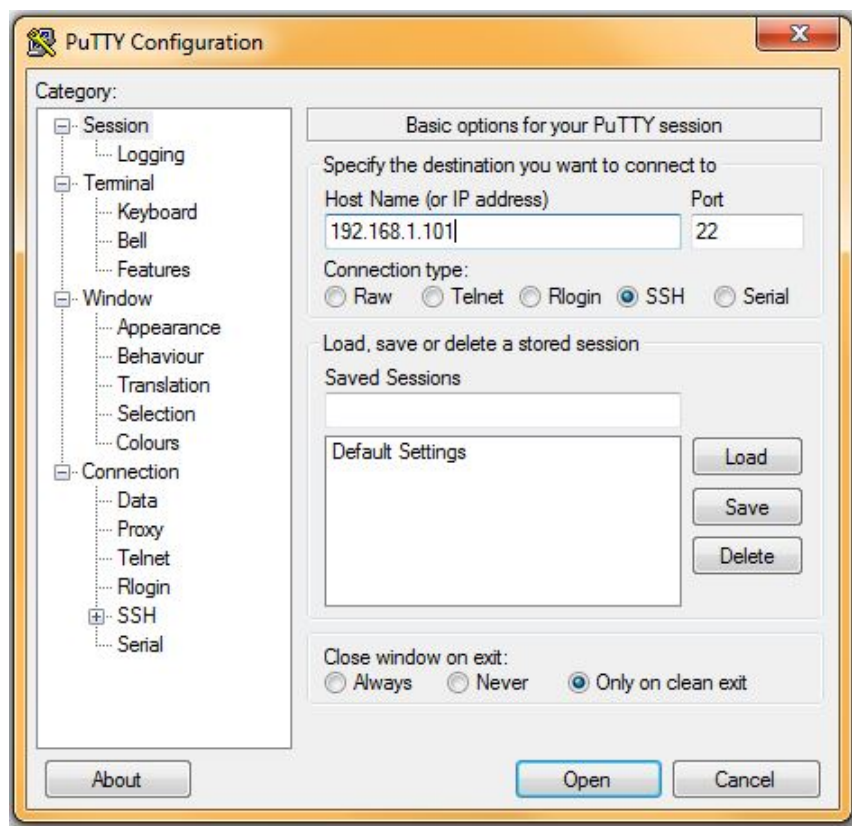 PuTTY Configuration
Category:
Session
Logging
Terminal
Keyboard
Bell
Features
Window
Appearance
Behaviour
Translation
Selection
Colours
Connection
Data
Proxy
Telnet
Rlogin
SSH
Serial
Basic options for your PuTTY session
Specify the destination you want to connect to
Host Name (or IP address) Port
192.168.1.101 22
Connection type:
Raw Telnet Rlogin SSH Serial
Load, save or delete a stored session
Saved Sessions
Default Settings
Load
Save
Delete
Close window on exit:
Always Never Only on clean exit
About Open Cancel